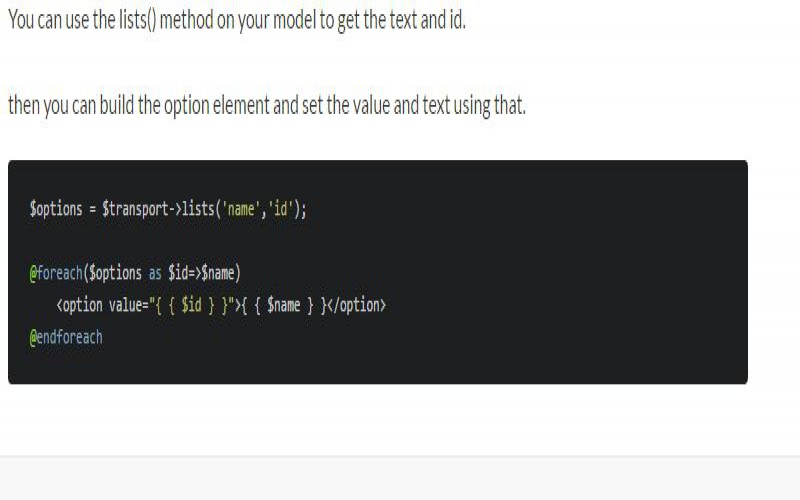 You can use the lists() method on your model to get the text and id.
then you can build the option element and set the value and text using that.
$options = $transport->lists('name','id');
@foreach($options as $id=>$name)
<option value="{ { $id } }">{ { $name } }</option>
@endforeach